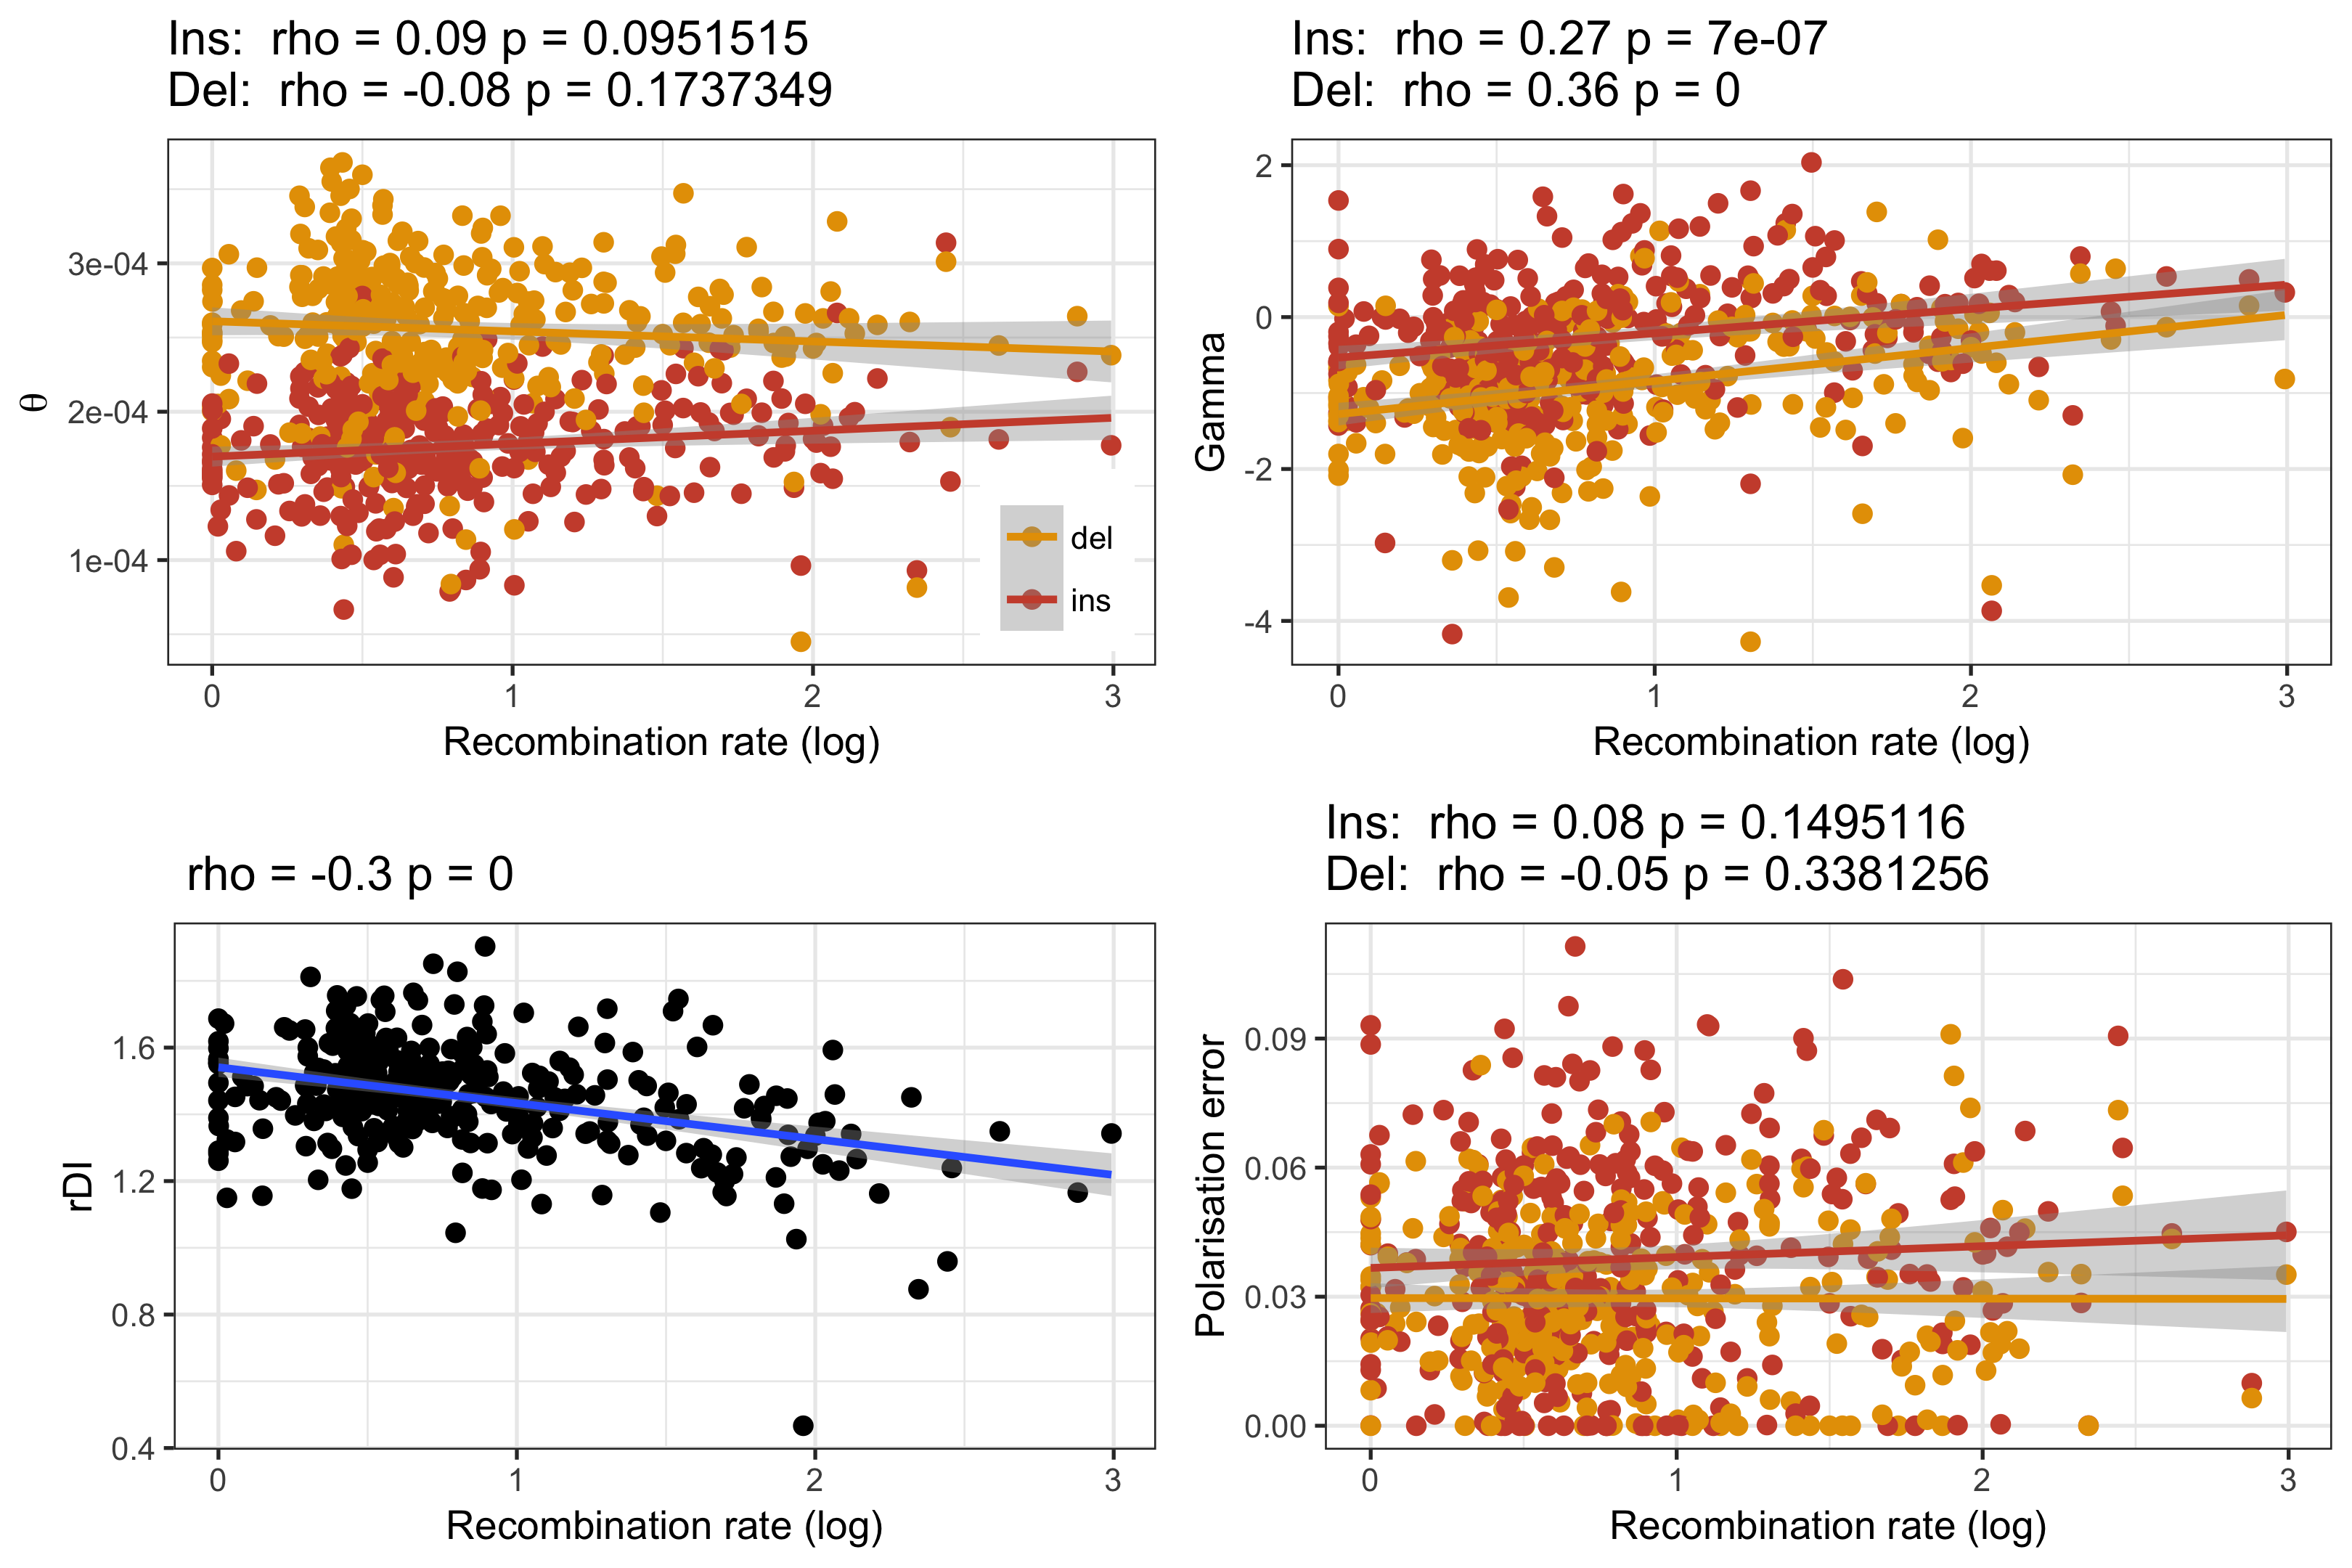 Ins:  rho = 0.09 p = 0.0951515
Del:  rho = -0.08 p = 0.1737349
θ
3e-04
2e-04
1e-04
0 1 2 3
Recombination rate (log)
del
ins
Ins:  rho = 0.27 p = 7e-07
Del:  rho = 0.36 p = 0
Gamma
2
0
-2
-4
0 1 2 3
Recombination rate (log)
rho = -0.3 p = 0
rDI
1.6
1.2
0.8
0.4
0 1 2 3
Recombination rate (log)
Ins:  rho = 0.08 p = 0.1495116
Del:  rho = -0.05 p = 0.3381256
Polarisation error
0.09
0.06
0.03
0.00
0 1 2 3
Recombination rate (log)